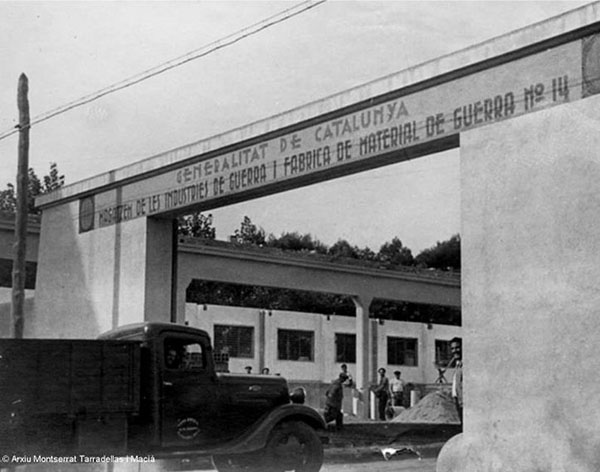 GENERALITAT DE CATALUNYA
MAGATZEM DE LES INDUSTRIES DE GUERRA I FABRICA DE MATERIAL DE GUERRA No 14
© Arxiu Montserrat Tarradellas i Macià